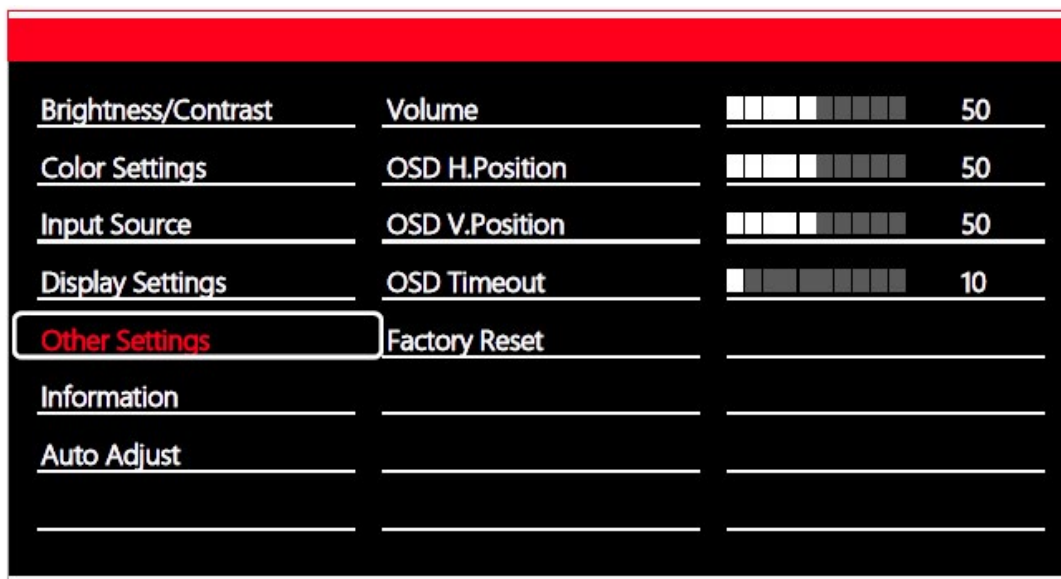 Brightness/Contrast Volume 50
Color Settings OSD H.Position 50
Input Source OSD V.Position 50
Display Settings OSD Timeout 10
Other Settings Factory Reset
Information
Auto Adjust